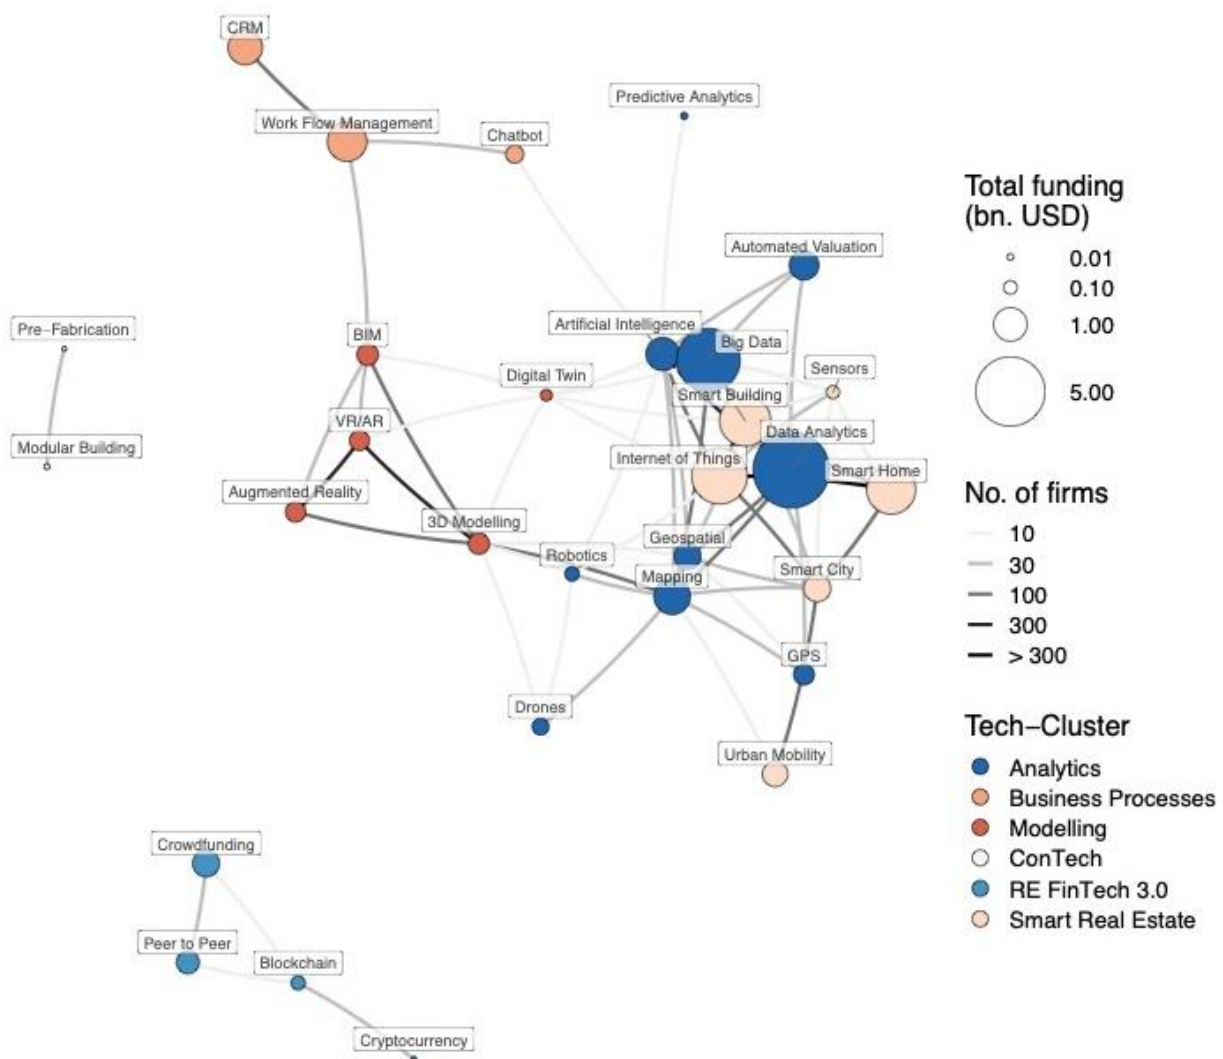 CRM
Predictive Analytics
Work Flow Management
Chatbot
Total funding
(bn. USD)
0.01
0.10
1.00
5.00
Automated Valuation
Pre–Fabrication
BIM
Artificial Intelligence
Big Data
Digital Twin
Sensors
Smart Building
VR/AR
Data Analytics
Modular Building
Internet of Things
Smart Home
Augmented Reality
3D Modelling
Geospatial
Robotics
Mapping
Smart City
No. of firms
10
30
100
300
> 300
GPS
Drones
Urban Mobility
Tech–Cluster
Analytics
Business Processes
Modelling
ConTech
RE FinTech 3.0
Smart Real Estate
Crowdfunding
Peer to Peer
Blockchain
Cryptocurrency